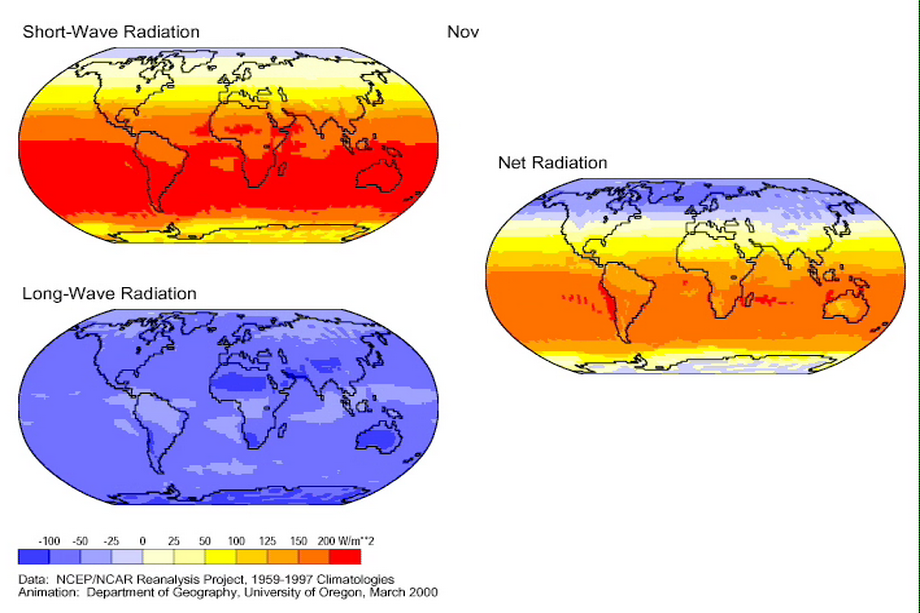 Short-Wave Radiation
Nov
Net Radiation
Long-Wave Radiation
-100 -50 -25 0 25 50 100 125 150 200 W/m**2
Data: NCEP/NCAR Reanalysis Project, 1959-1997 Climatologies
Animation: Department of Geography, University of Oregon, March 2000